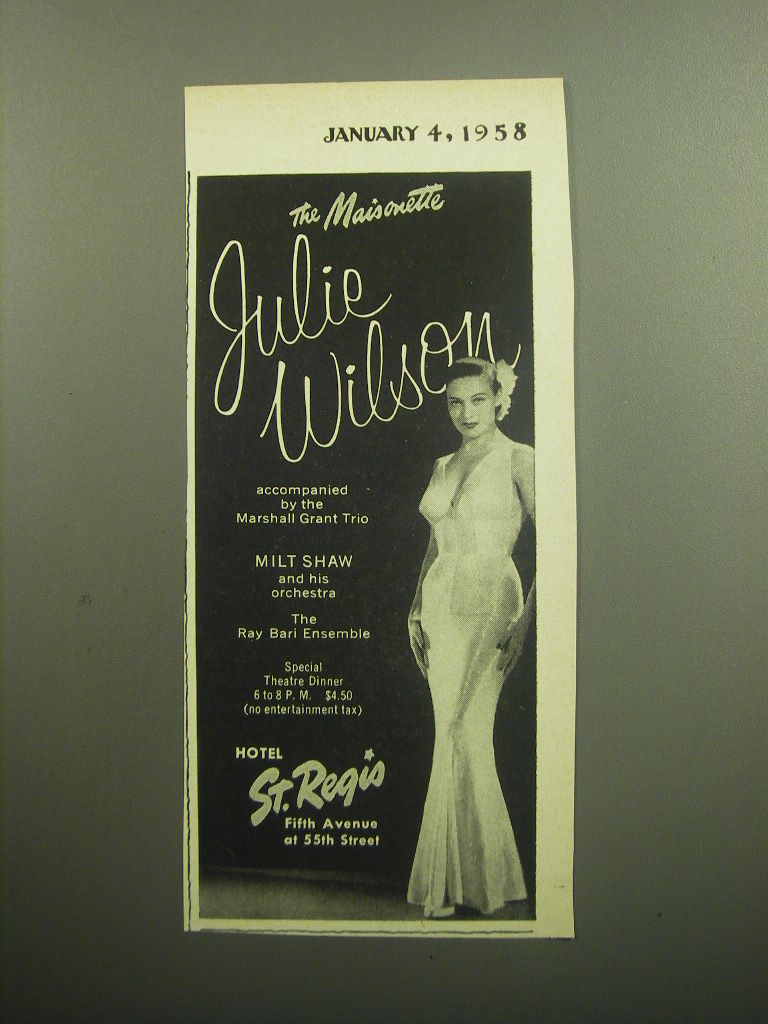 JANUARY 4, 1958
The Maisonette
Julie
Wilson
accompanied
by the
Marshall Grant Trio
MILT SHAW
and his
orchestra
The
Ray Bari Ensemble
Special
Theatre Dinner
6 to 8 P. M. $4.50
(no entertainment tax)
HOTEL
St. Regis
Fifth Avenue
at 55th Street